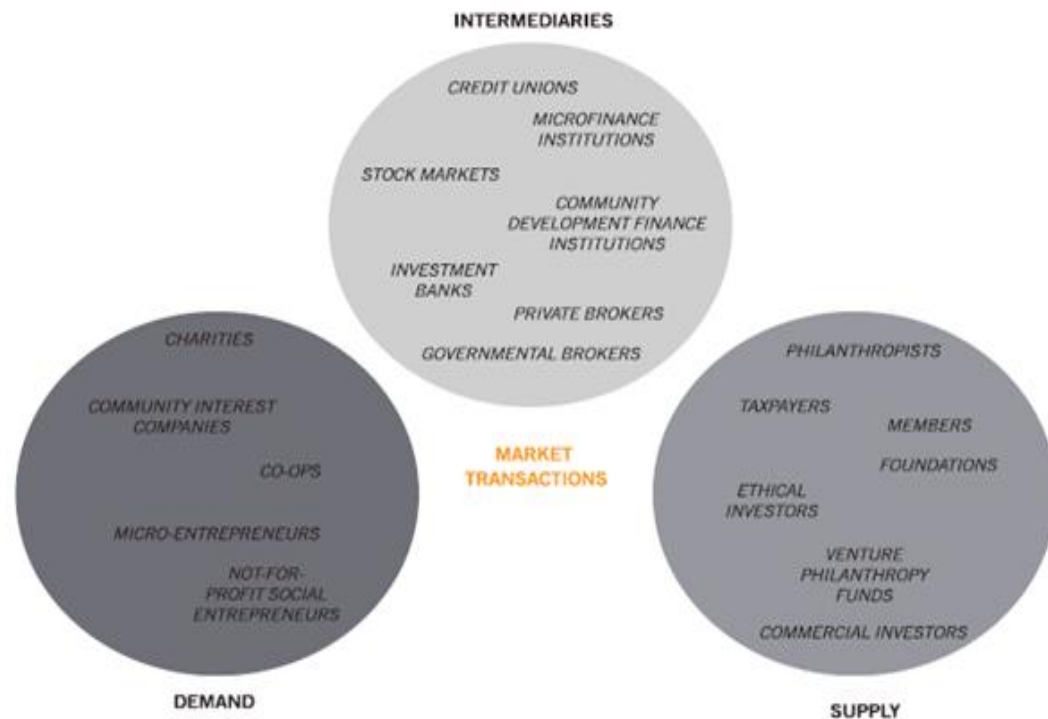 INTERMEDIARIES
CREDIT UNIONS
MICROFINANCE
INSTITUTIONS
STOCK MARKETS
COMMUNITY
DEVELOPMENT FINANCE
INSTITUTIONS
INVESTMENT
BANKS
PRIVATE BROKERS
GOVERNMENTAL BROKERS
CHARITIES
COMMUNITY INTEREST
COMPANIES
CO-OPS
MICRO-ENTREPRENEURS
NOT-FOR-
PROFIT SOCIAL
ENTREPRENEURS
DEMAND
MARKET
TRANSACTIONS
PHILANTHROPISTS
TAXPAYERS
MEMBERS
FOUNDATIONS
ETHICAL
INVESTORS
VENTURE
PHILANTHROPY
FUNDS
COMMERCIAL INVESTORS
SUPPLY